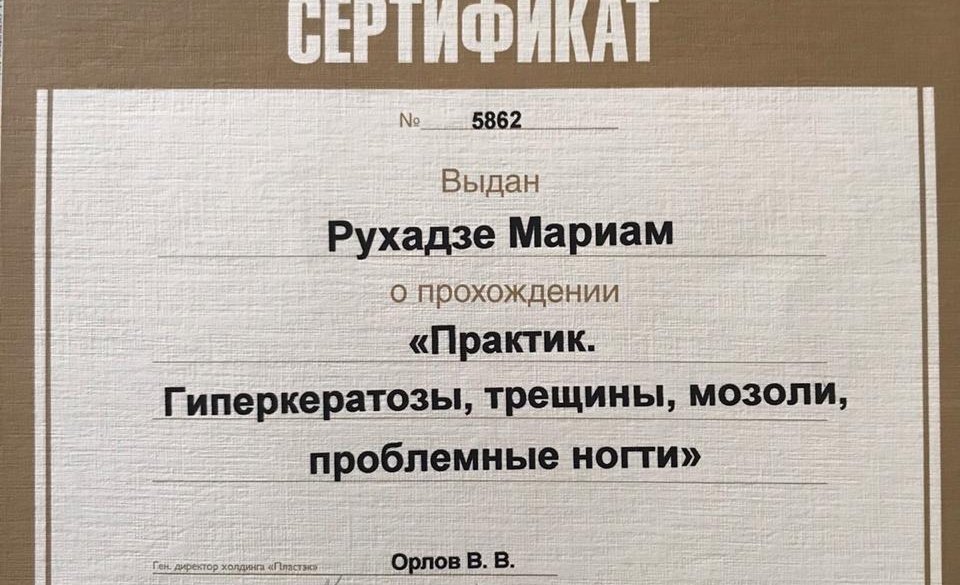 СЕРТИФИКАТ
№ 5862
Выдан
Рухадзе Мариам
о прохождении
«Практик.
Гиперкератозы, трещины, мозоли,
проблемные ногти»
Ген. директор холдинга «Пластэк» Орлов В. В.